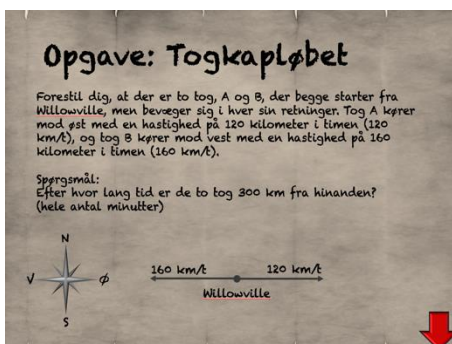 Opgave: Togkapløbet
Forestil dig, at der er to tog, A og B, der begge starter fra
Willowville, men bevæger sig i hver sin retninger. Tog A kører
mod øst med en hastighed på 120 kilometer i timen (120
km/t), og tog B kører mod vest med en hastighed på 160
kilometer i timen (160 km/t).
Spørgsmål:
Efter hvor lang tid er de to tog 300 km fra hinanden?
(hele antal minutter)
N
V
Ø
S
160 km/t
120 km/t
Willowville